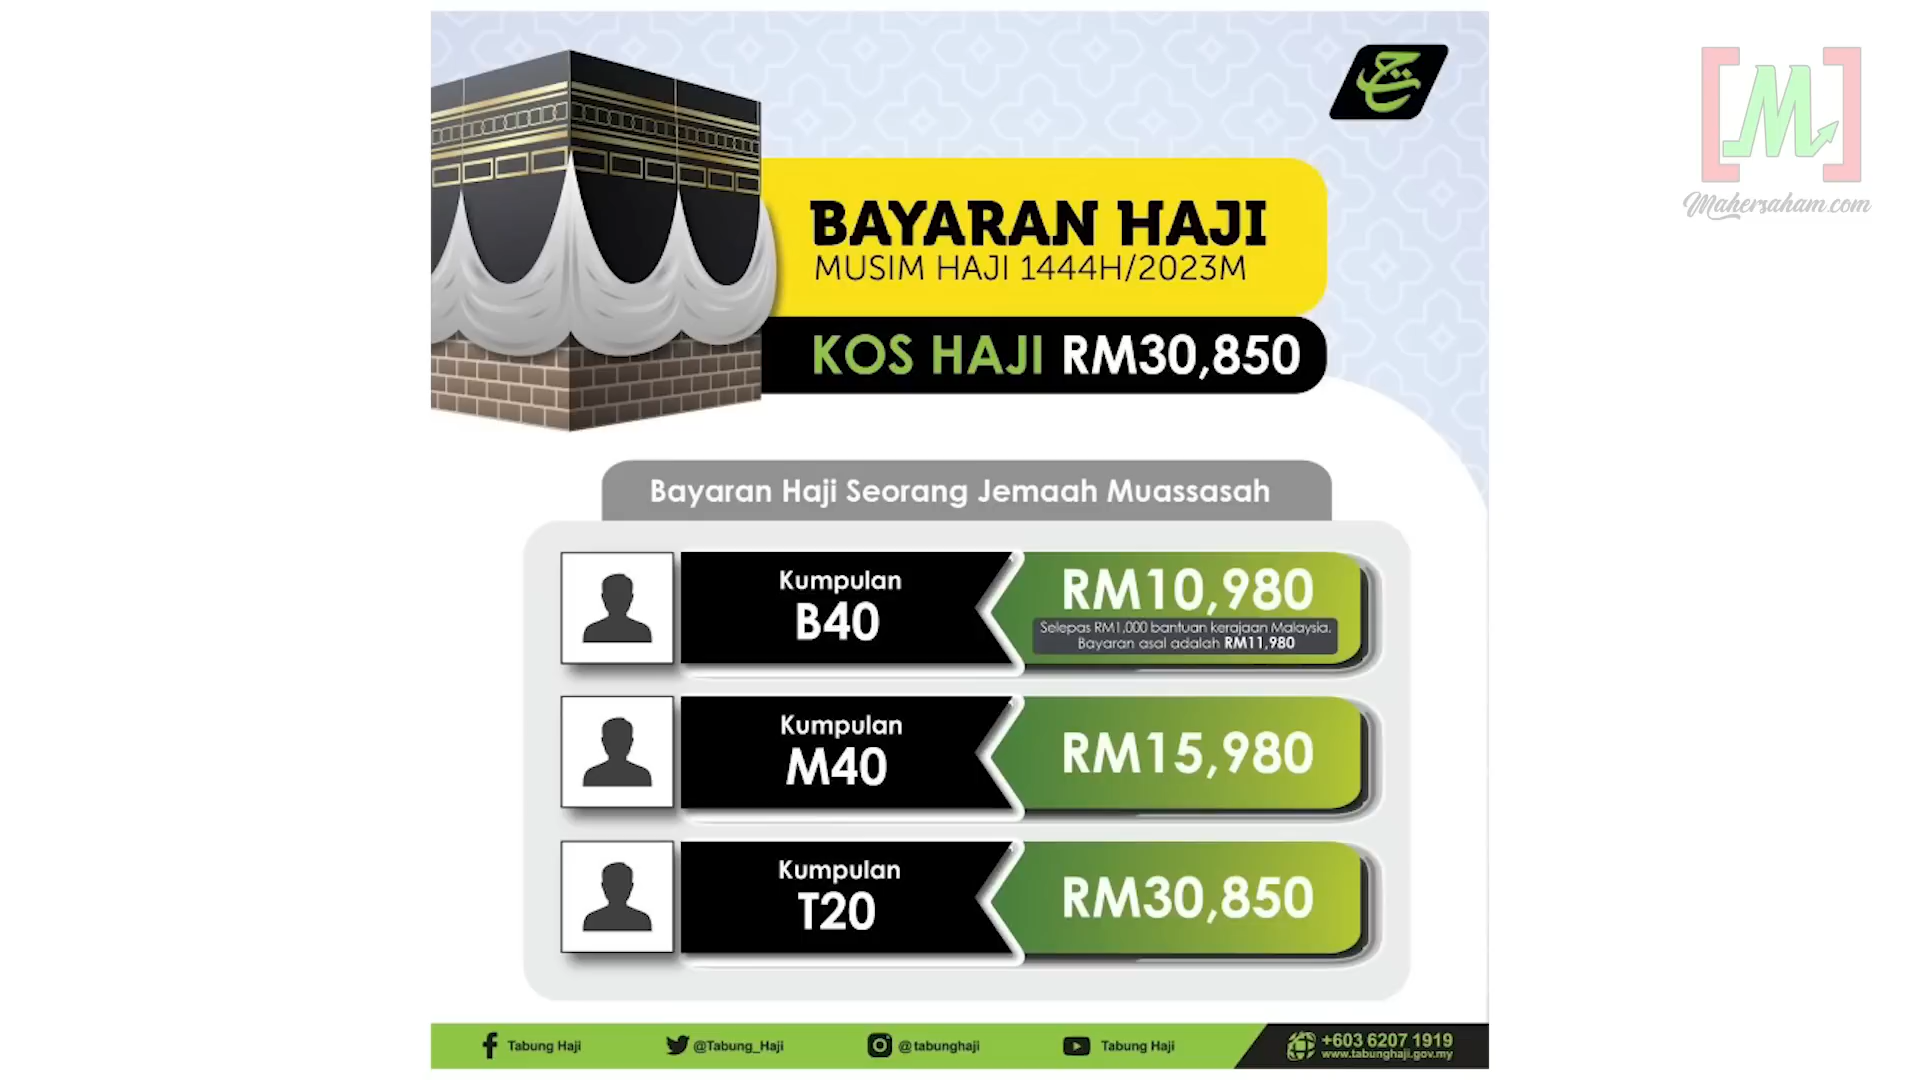 BAYARAN HAJI
MUSIM HAJI 1444H/2023M
KOS HAJI RM30,850
M
Mahersaham.com
Bayaran Haji Seorang Jemaah Muassasah
Kumpulan
B40
RM10,980
Selepas RM1,000 bantuan kerajaan Malaysia.
Bayaran asal adalah RM11,980
Kumpulan
M40
RM15,980
Kumpulan
T20
RM30,850
Tabung Haji
@Tabung_Haji
@tabunghaji
Tabung Haji
+603 6207 1919
www.tabunghaji.gov.my